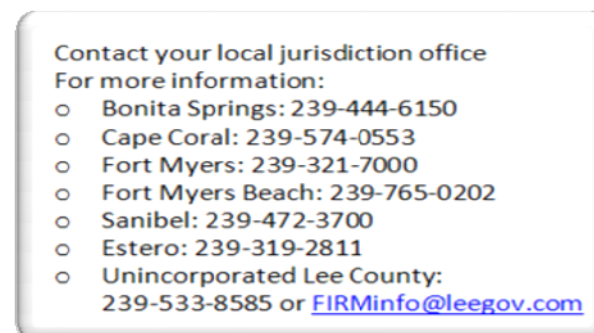 Contact your local jurisdiction office
For more information:
o Bonita Springs: 239-444-6150
o Cape Coral: 239-574-0553
o Fort Myers: 239-321-7000
o Fort Myers Beach: 239-765-0202
o Sanibel: 239-472-3700
o Estero: 239-319-2811
o Unincorporated Lee County:
239-533-8585 or FIRMinfo@leegov.com